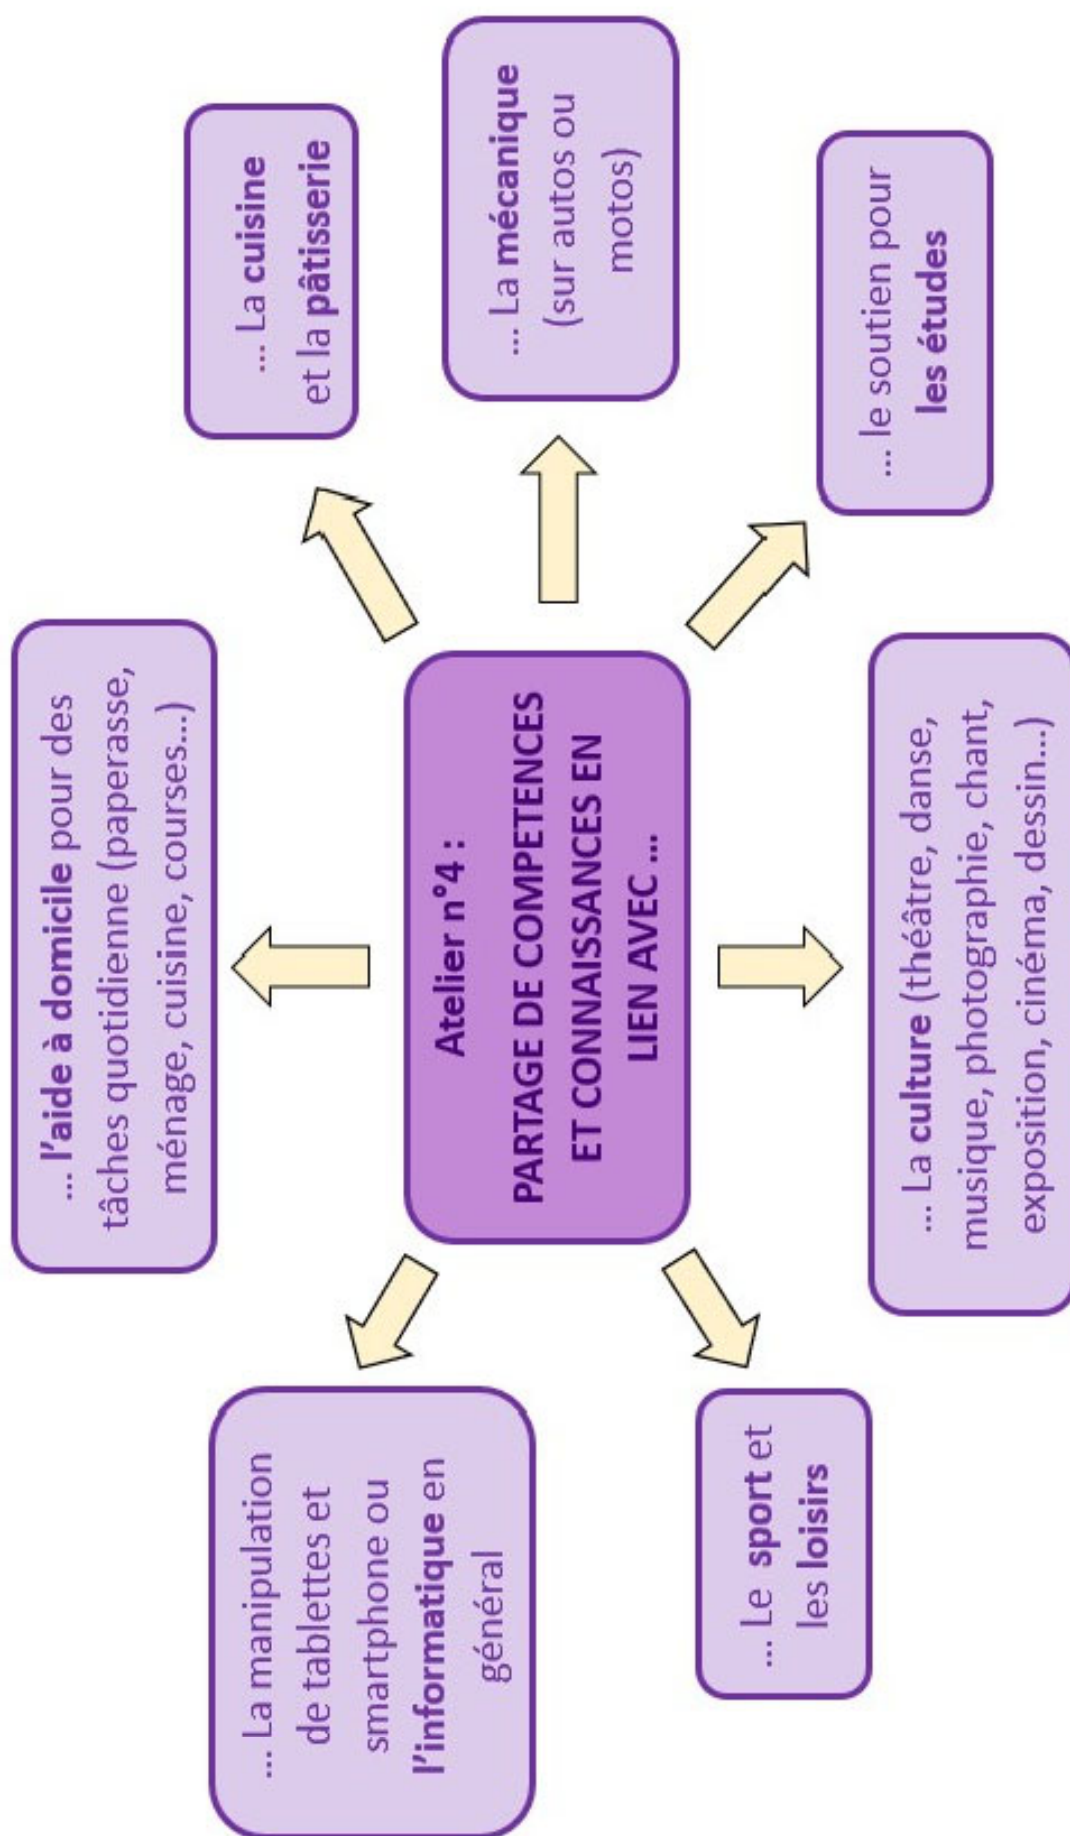 ... l'aide à domicile pour des
tâches quotidienne (paperasse,
ménage, cuisine, courses...)
... La cuisine
et la pâtisserie
... La manipulation
de tablettes et
smartphone ou
l'informatique en
général
Atelier n°4 :
PARTAGE DE COMPETENCES
ET CONNAISSANCES EN
LIEN AVEC ...
... La mécanique
(sur autos ou
motos)
... Le sport et
les loisirs
... La culture (théâtre, danse,
musique, photographie, chant,
exposition, cinéma, dessin...)
... le soutien pour
les études